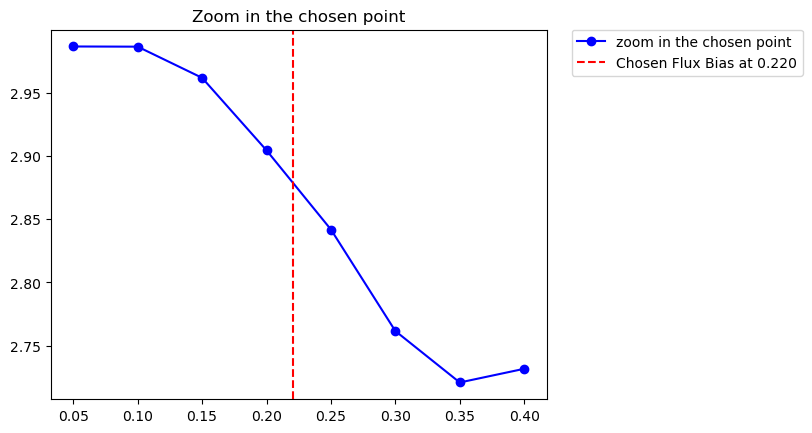 Zoom in the chosen point
zoom in the chosen point
Chosen Flux Bias at 0.220
2.95
2.90
2.85
2.80
2.75
0.05 0.10 0.15 0.20 0.25 0.30 0.35 0.40